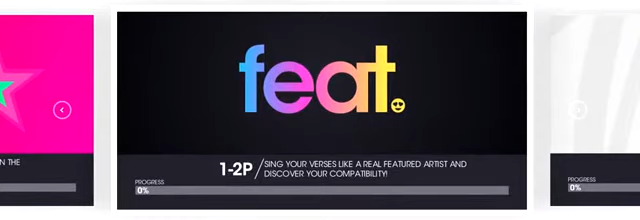 feat.
N THE
1-2P
SING YOUR VERSES LIKE A REAL FEATURED ARTIST AND
DISCOVER YOUR COMPATIBILITY!
PROGRESS
0%
PROGRESS
0%